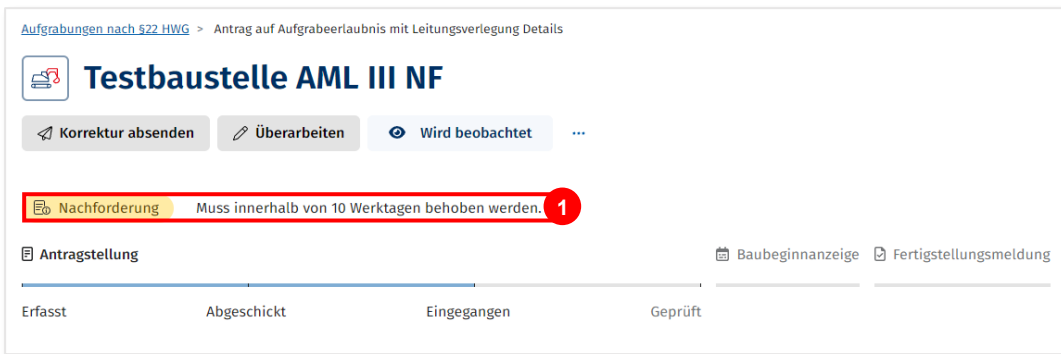 Aufgrabungen nach §22 HWG > Antrag auf Aufgrabeerlaubnis mit Leitungsverlegung Details
Testbaustelle AML III NF
Korrektur absenden Überarbeiten Wird beobachtet ...
Nachforderung Muss innerhalb von 10 Werktagen behoben werden. 1
Antragstellung Baubeginnanzeige Fertigstellungsmeldung
Erfasst Abgeschickt Eingegangen Geprüft